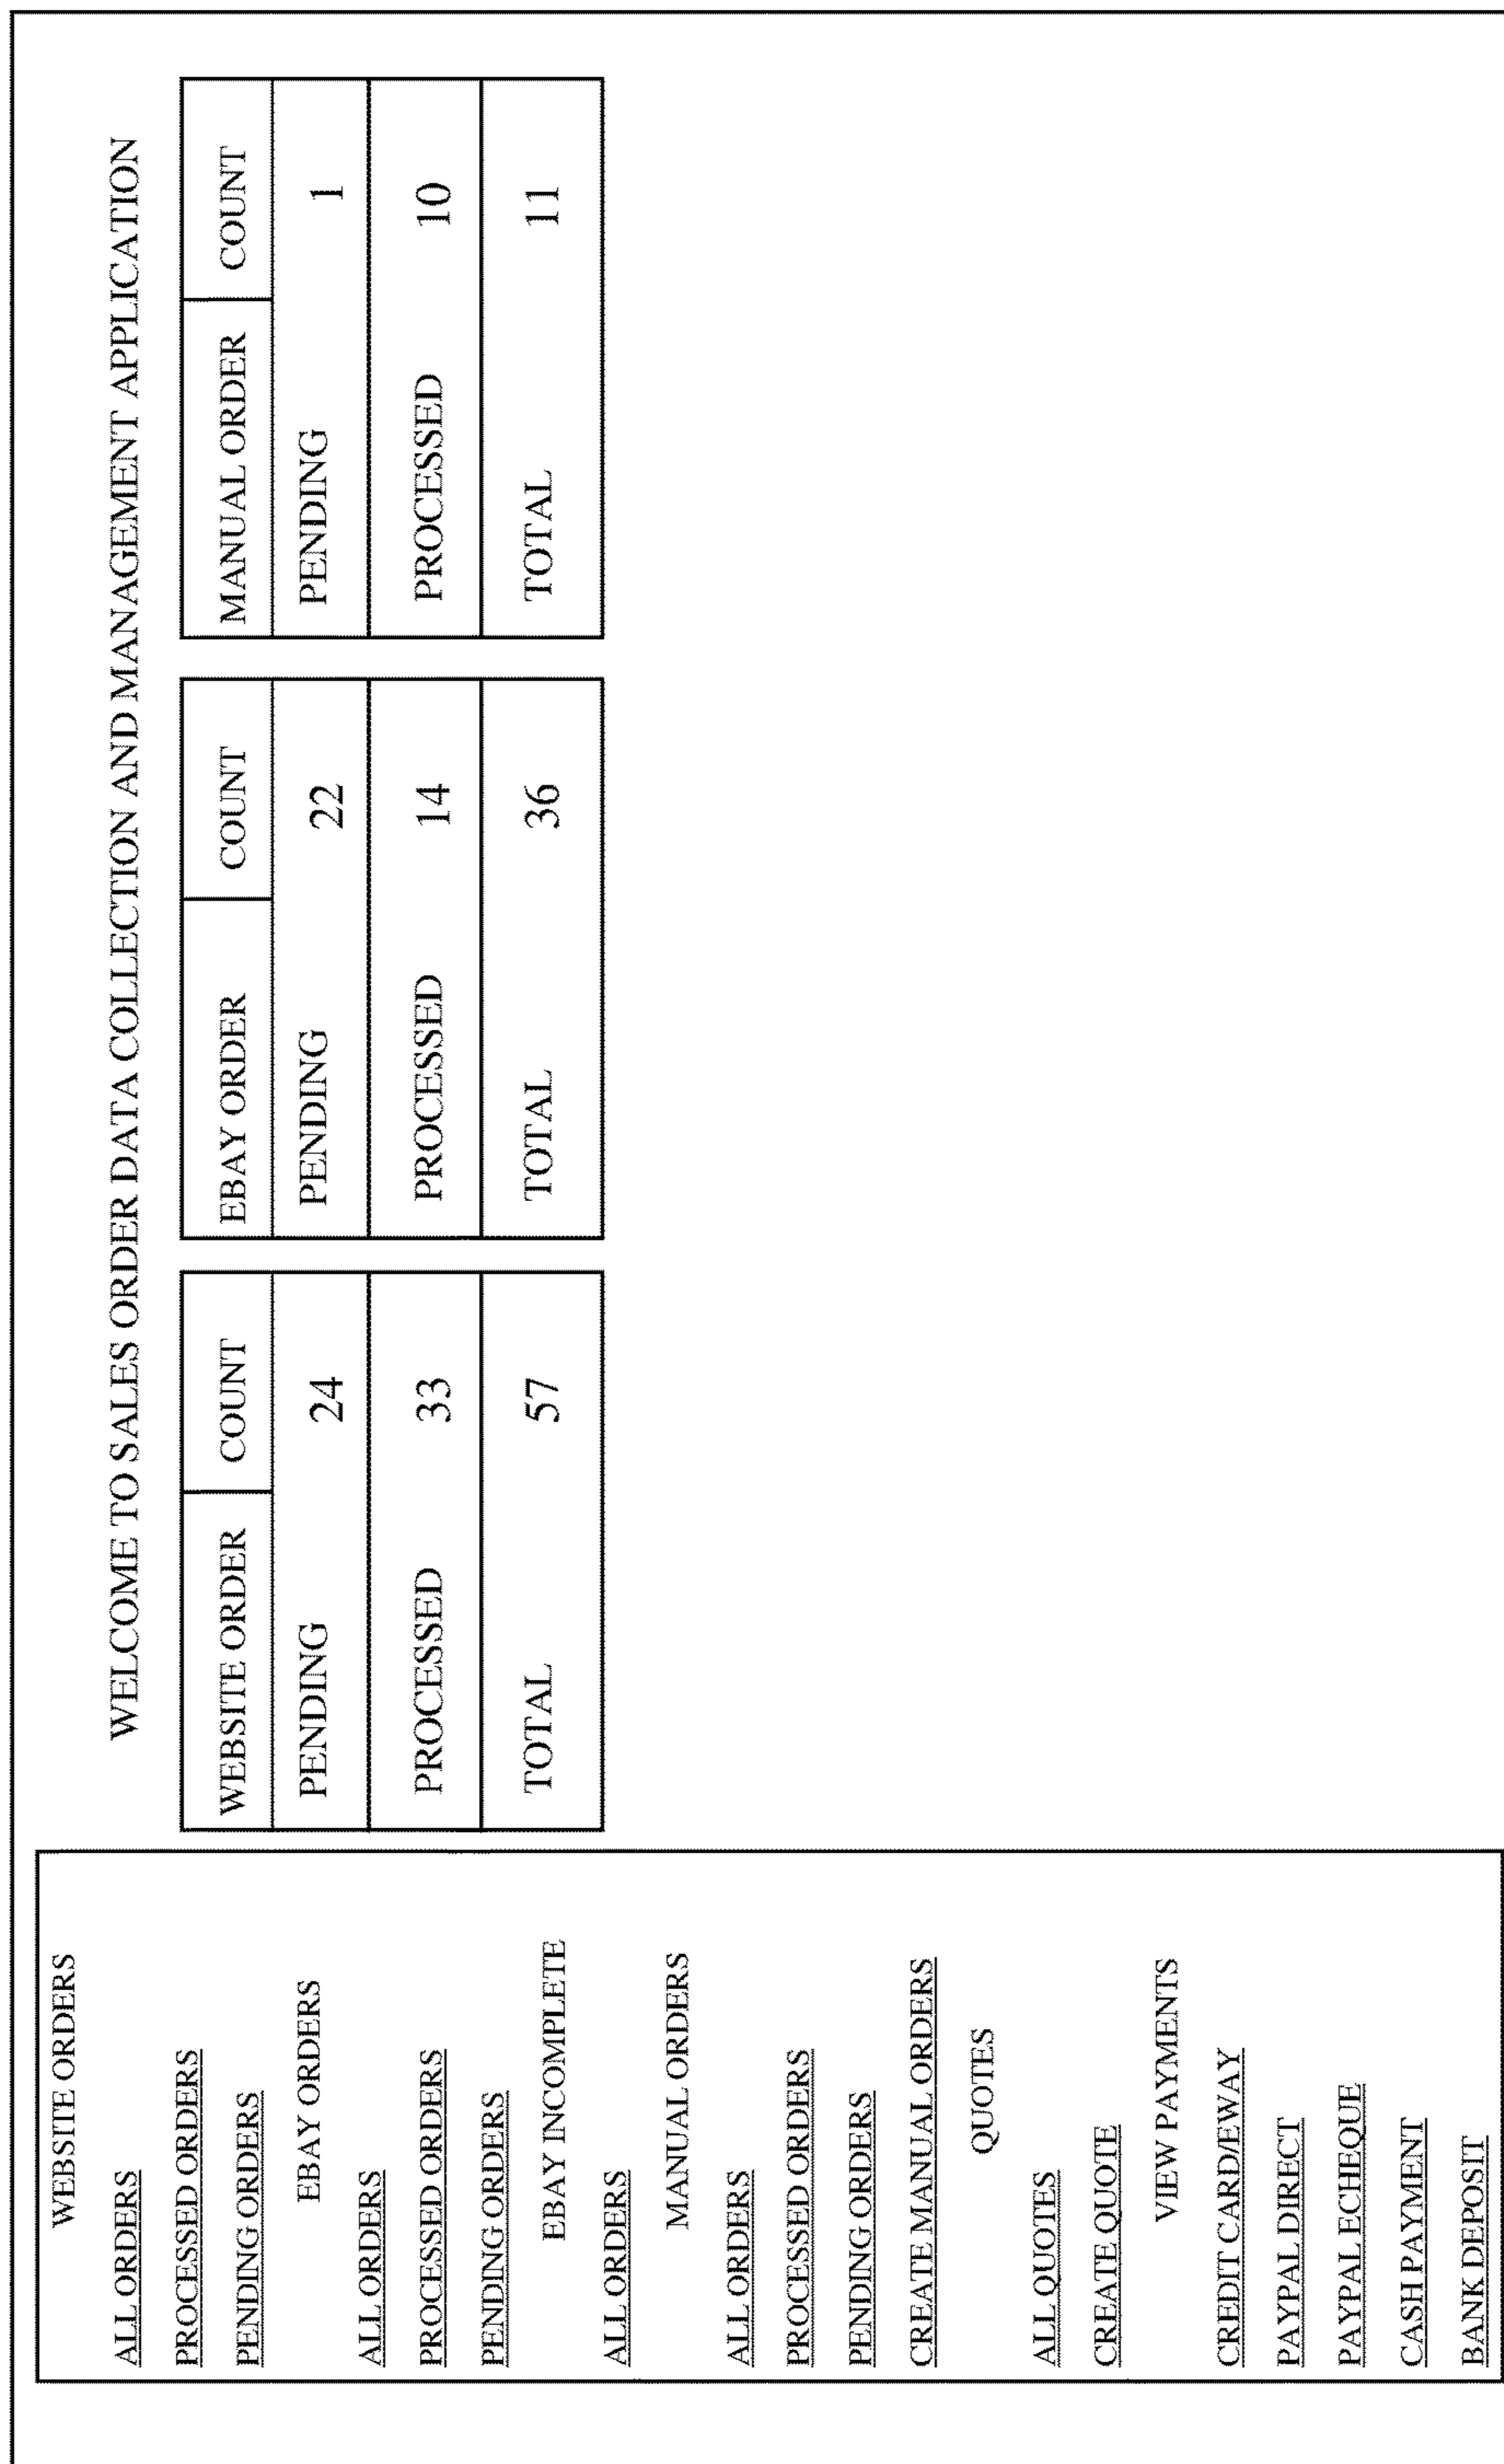 WELCOME TO SALES ORDER DATA COLLECTION AND MANAGEMENT APPLICATION
WEBSITE ORDERS
ALL ORDERS
PROCESSED ORDERS
PENDING ORDERS
EBAY ORDERS
ALL ORDERS
PROCESSED ORDERS
PENDING ORDERS
EBAY INCOMPLETE
ALL ORDERS
MANUAL ORDERS
ALL ORDERS
PROCESSED ORDERS
PENDING ORDERS
CREATE MANUAL ORDERS
QUOTES
ALL QUOTES
CREATE QUOTE
VIEW PAYMENTS
CREDIT CARD/EWAY
PAYPAL DIRECT
PAYPAL ECHEQUE
CASH PAYMENT
BANK DEPOSIT
WEBSITE ORDER COUNT
PENDING 24
PROCESSED 33
TOTAL 57
EBAY ORDER COUNT
PENDING 22
PROCESSED 14
TOTAL 36
MANUAL ORDER COUNT
PENDING 1
PROCESSED 10
TOTAL 11